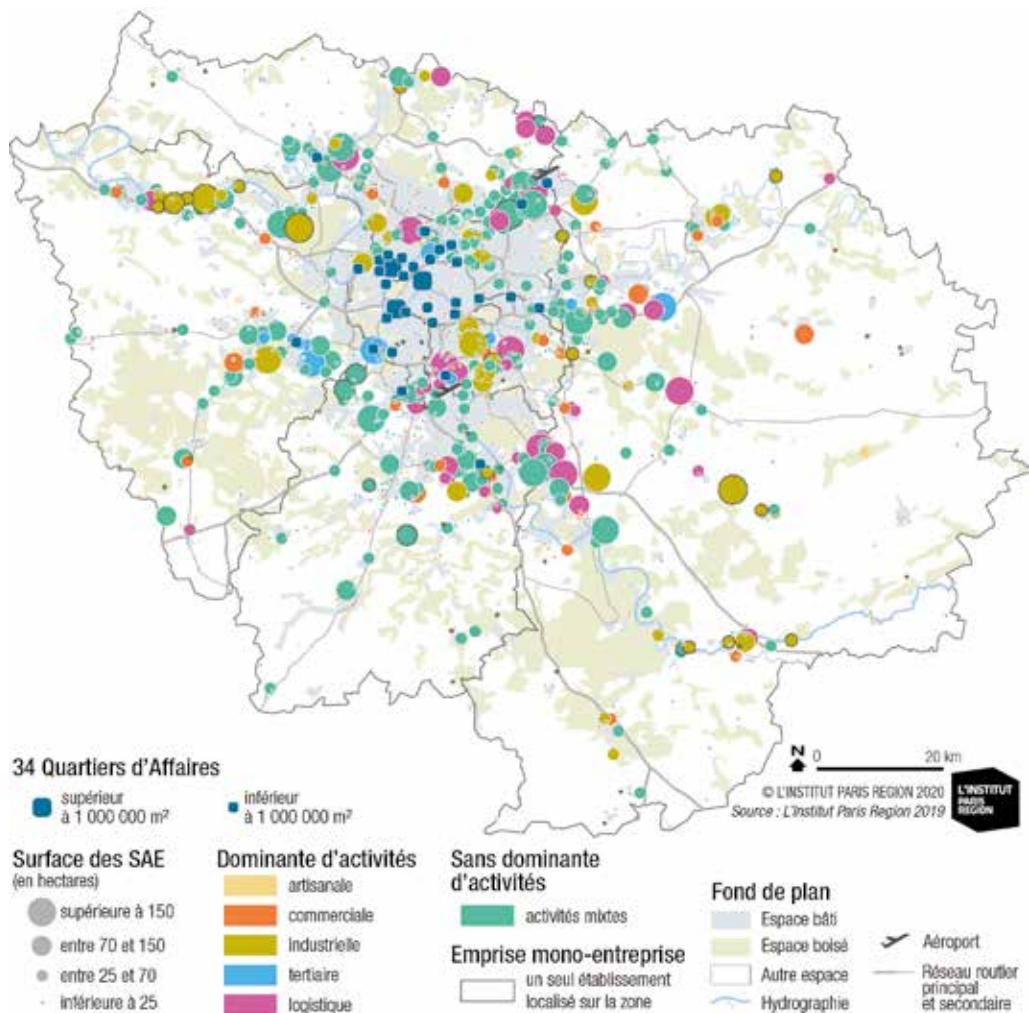 34 Quartiers d'Affaires
supérieur
à 1 000 000 m²
inférieur
à 1 000 000 m²
N
0
20 km
© L'INSTITUT PARIS REGION 2020
Source : L'Institut Paris Region 2019
L'INSTITUT
PARIS
REGION
Surface des SAE
(en hectares)
supérieure à 150
entre 70 et 150
entre 25 et 70
inférieure à 25
Dominante d'activités
artisanale
commerciale
industrielle
tertiaire
logistique
Sans dominante
d'activités
activités mixtes
Emprise mono-entreprise
un seul établissement
localisé sur la zone
Fond de plan
Espace bâti
Espace boisé
Autre espace
Hydrographie
Aéroport
Réseau routier
principal
et secondaire